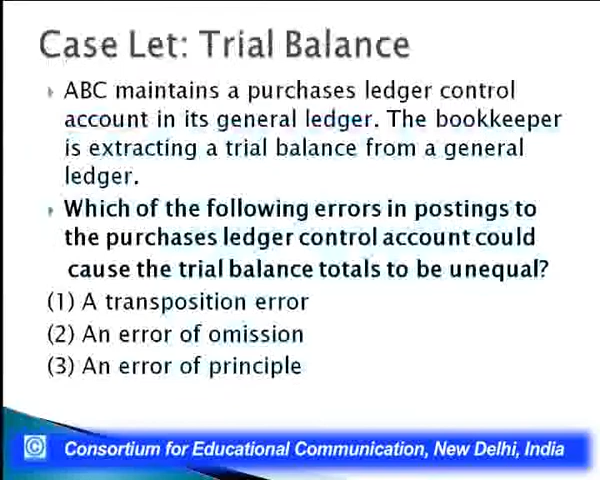 Case Let: Trial Balance
ABC maintains a purchases ledger control
account in its general ledger. The bookkeeper
is extracting a trial balance from a general
ledger.
Which of the following errors in postings to
the purchases ledger control account could
cause the trial balance totals to be unequal?
(1) A transposition error
(2) An error of omission
(3) An error of principle
© Consortium for Educational Communication, New Delhi, India